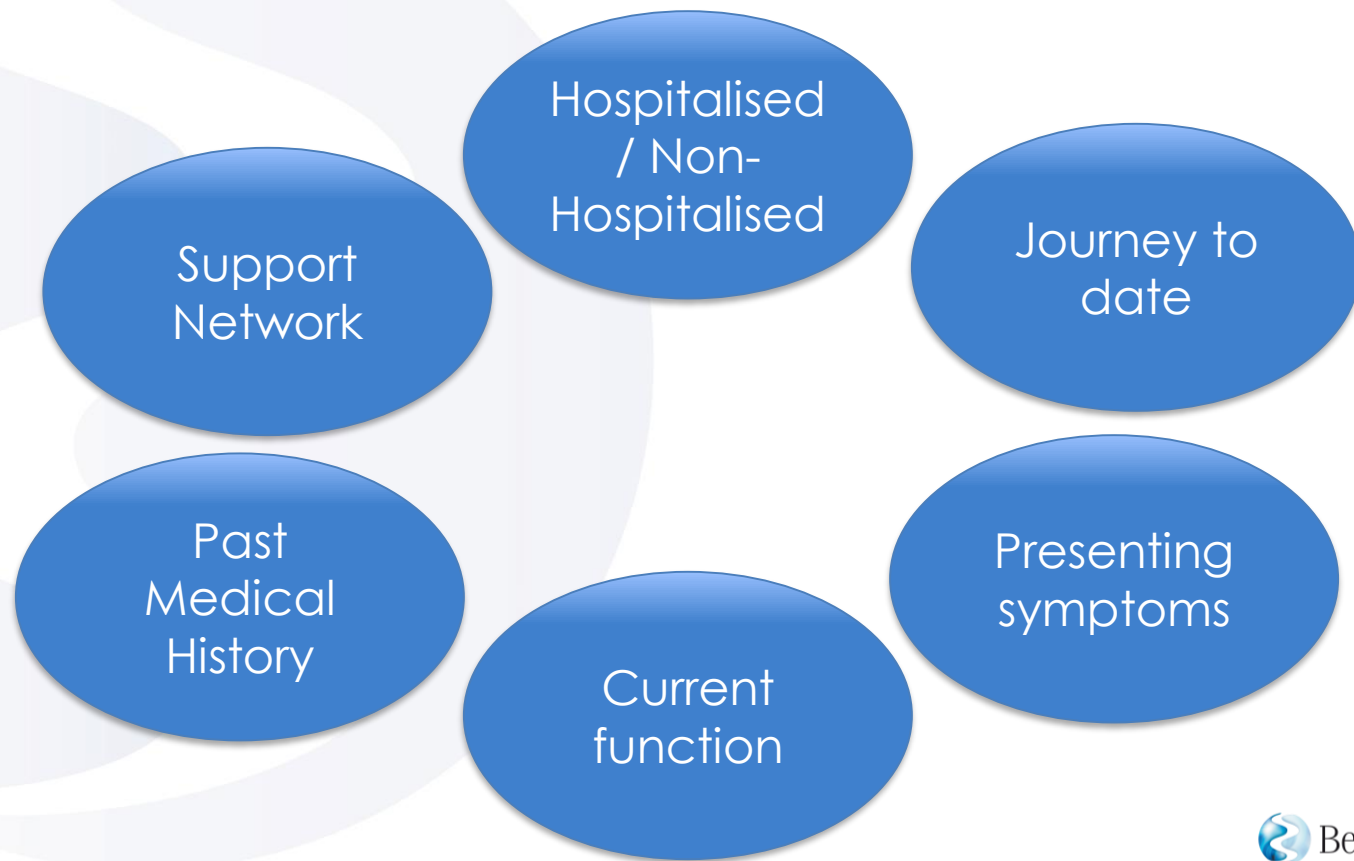 Hospitalised
/ Non-
Hospitalised
Journey to
date
Presenting
symptoms
Current
function
Past
Medical
History
Support
Network
Be